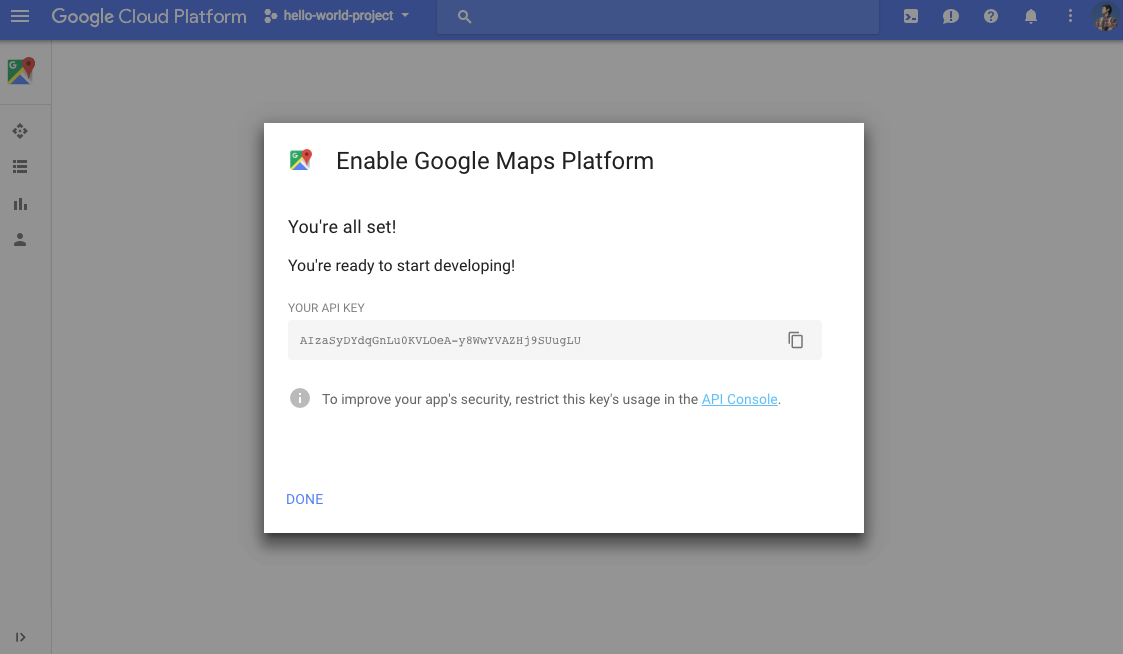 Google Cloud Platform hello-world-project
Enable Google Maps Platform
You're all set!
You're ready to start developing!
YOUR API KEY
AIzaSyDYdqGnLu0KVLOeA-y8WwYVAZHj9SUugLU
To improve your app's security, restrict this key's usage in the API Console.
DONE